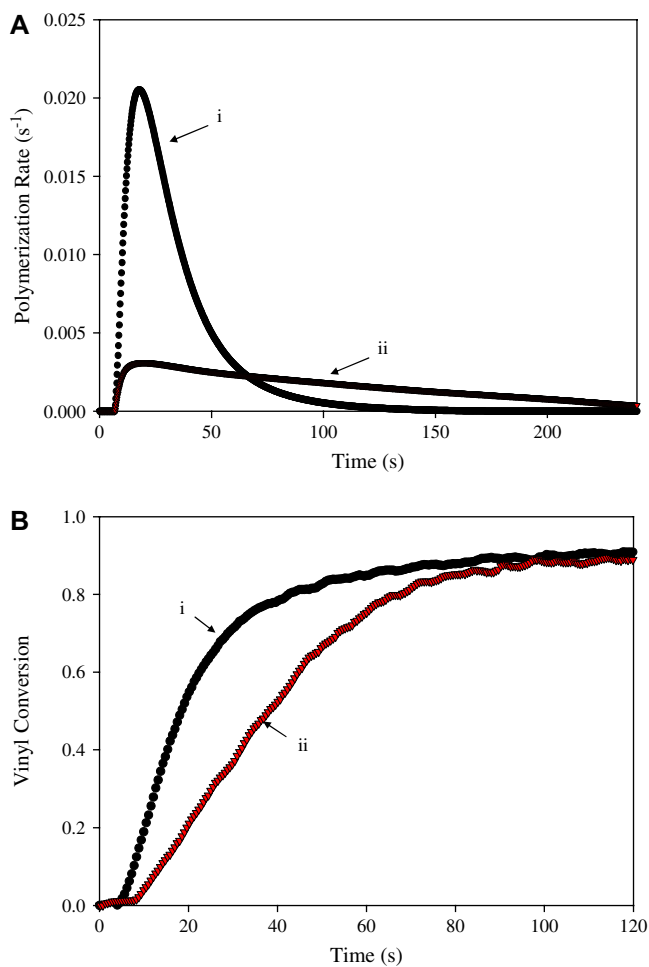 A
0.025
0.020
0.015
0.010
0.005
0.000
Polymerization Rate (s⁻¹)
i
ii
0 50 100 150 200
Time (s)
B
1.0
0.8
0.6
0.4
0.2
0.0
Vinyl Conversion
i
ii
0 20 40 60 80 100 120
Time (s)